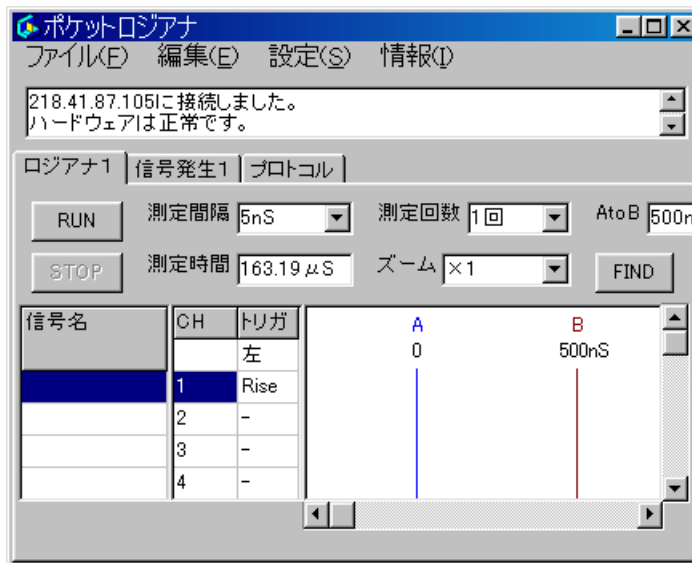 ポケットロジアナ
ファイル(F) 編集(E) 設定(S) 情報(I)
218.41.87.105に接続しました。
ハードウェアは正常です。
ロジアナ1 信号発生1 プロトコル
RUN 測定間隔 5nS 測定回数 1回 AtoB 500n
STOP 測定時間 163.19μS ズーム ×1 FIND
信号名 CH トリガ A B
左 0 500nS
1 Rise
2 -
3 -
4 -